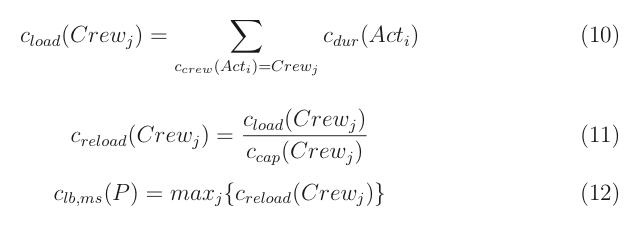 c_{load}(Crew_j) = \sum_{c_{crew}(Act_i)=Crew_j} c_{dur}(Act_i) (10)
c_{reload}(Crew_j) = \frac{c_{load}(Crew_j)}{c_{cap}(Crew_j)} (11)
c_{lb,ms}(P) = max_j\{c_{reload}(Crew_j)\} (12)